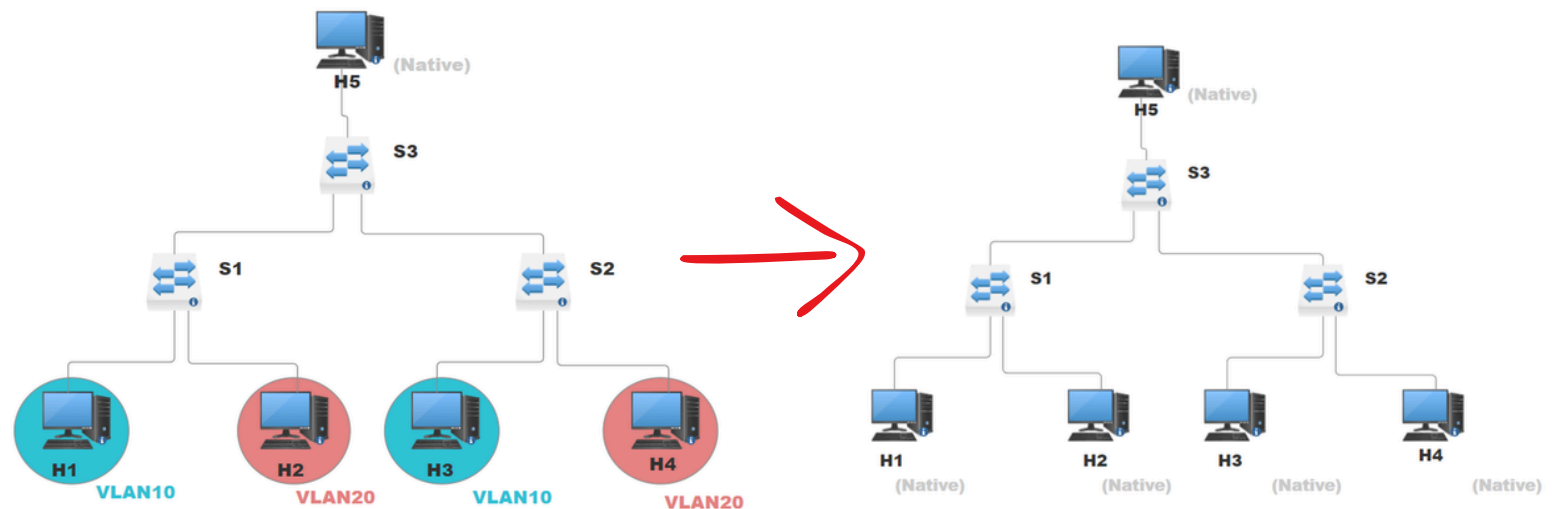 (Native)
H5
S3
S1
S2
H1
VLAN10
H2
VLAN20
H3
VLAN10
H4
VLAN20
(Native)
H5
S3
S1
S2
H1
(Native)
H2
(Native)
H3
(Native)
H4
(Native)